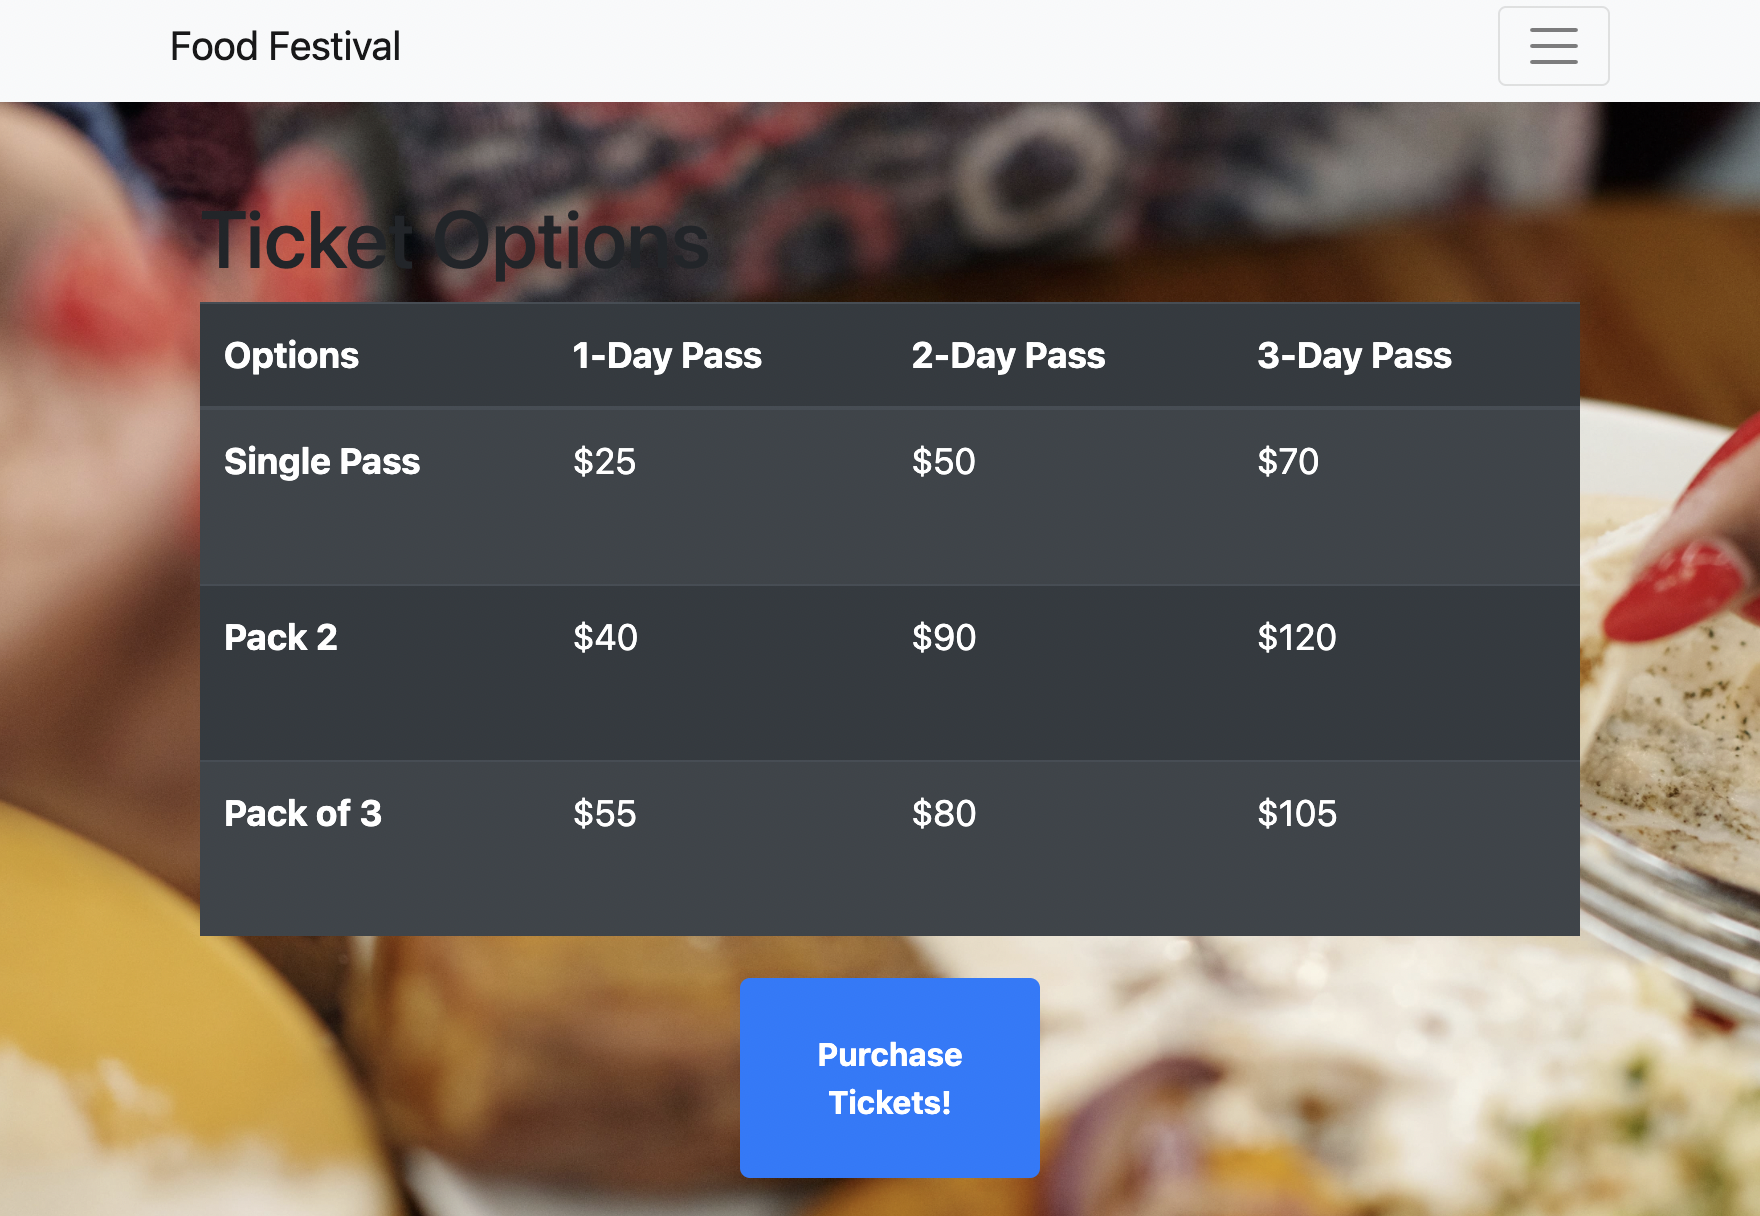 Food Festival
Ticket Options
Options 1-Day Pass 2-Day Pass 3-Day Pass
Single Pass $25 $50 $70
Pack 2 $40 $90 $120
Pack of 3 $55 $80 $105
Purchase
Tickets!